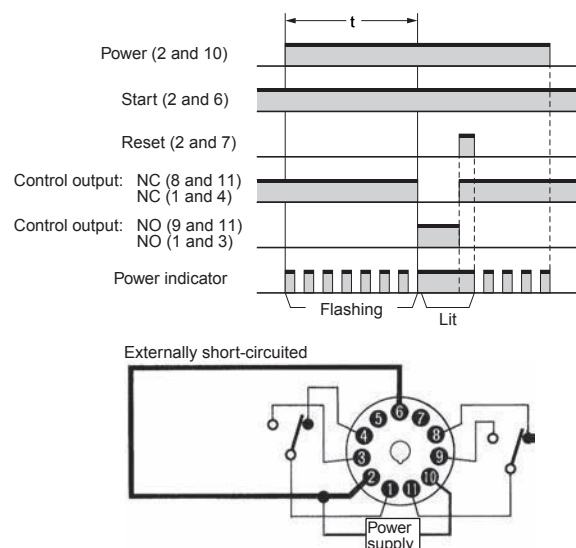 t
Power (2 and 10)
Start (2 and 6)
Reset (2 and 7)
Control output: NC (8 and 11)
NC (1 and 4)
Control output: NO (9 and 11)
NO (1 and 3)
Power indicator
Flashing
Lit
Externally short-circuited
6
5
7
4
8
3
9
2
10
1
11
Power
supply